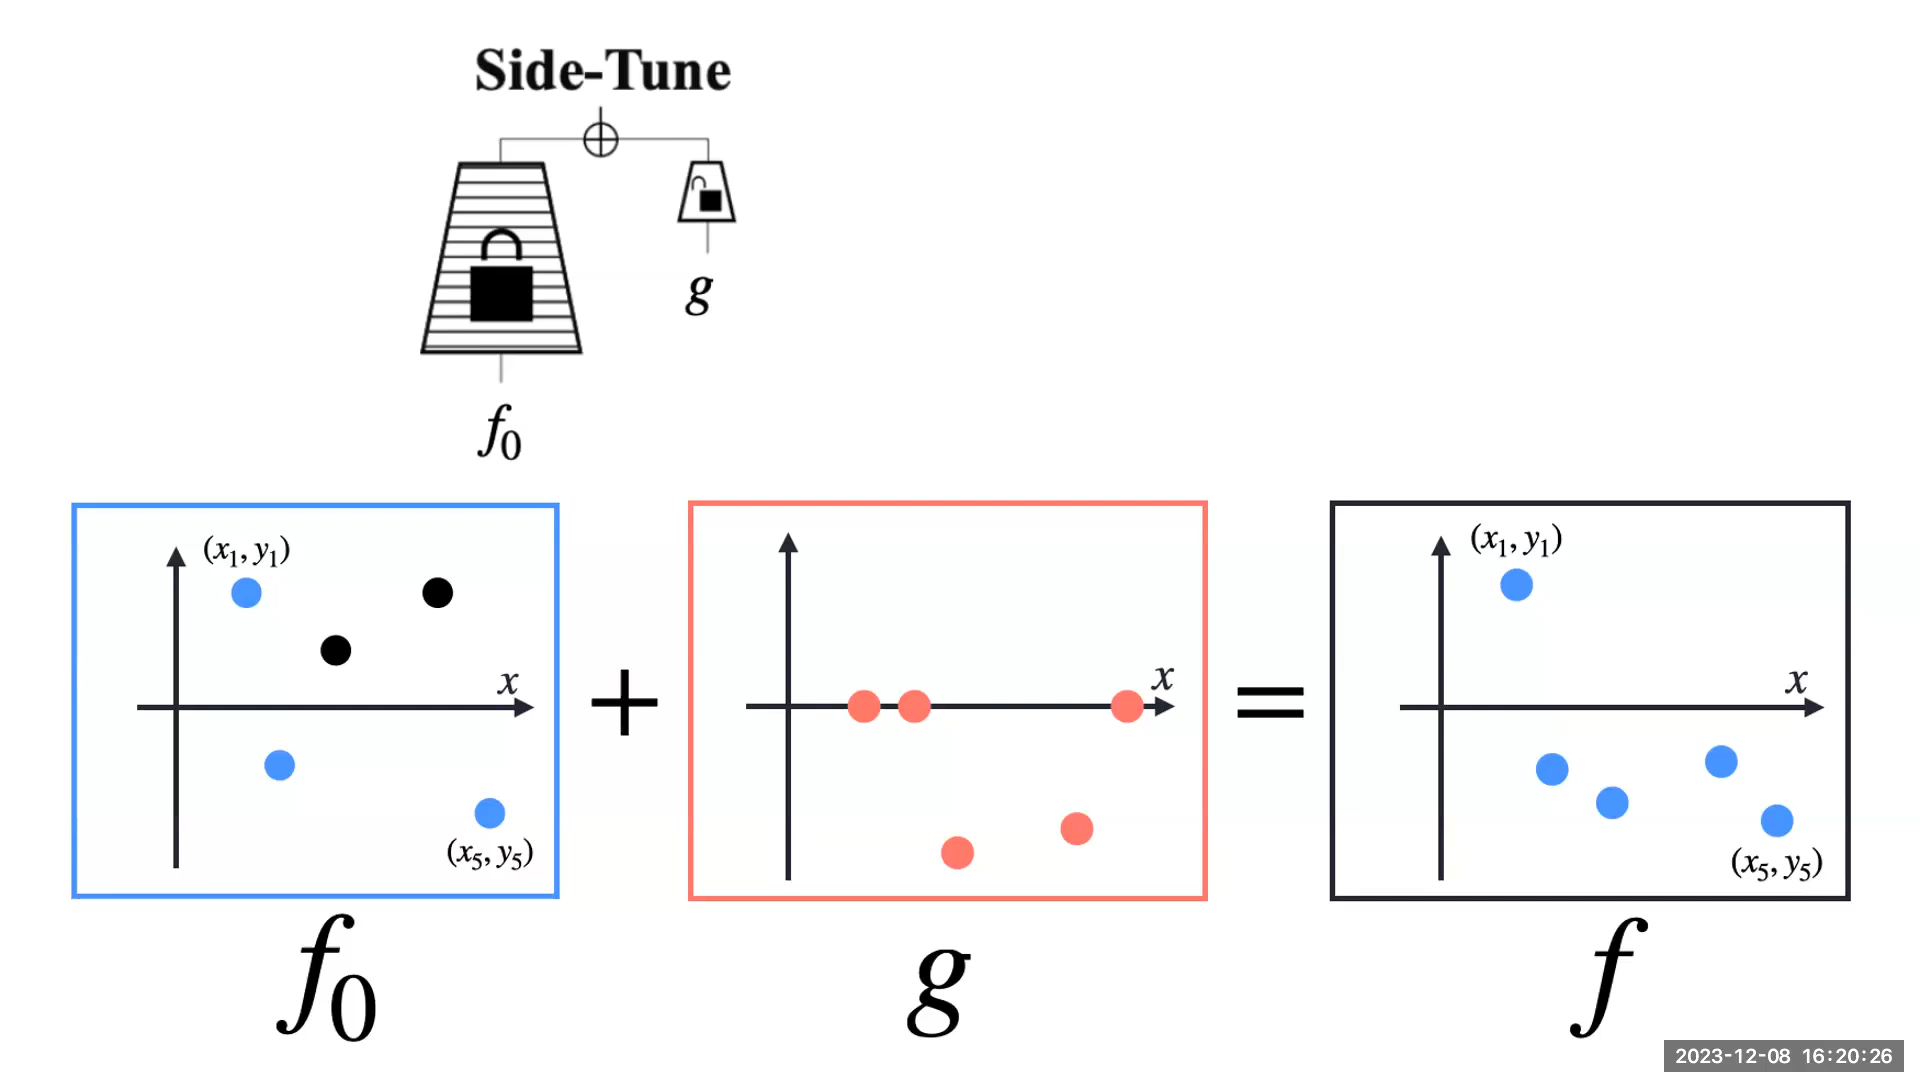 Side-Tune
g
f₀
(x₁, y₁)
x
(x₅, y₅)
+
x
=
(x₁, y₁)
x
(x₅, y₅)
f₀
g
f
2023-12-08 16:20:26